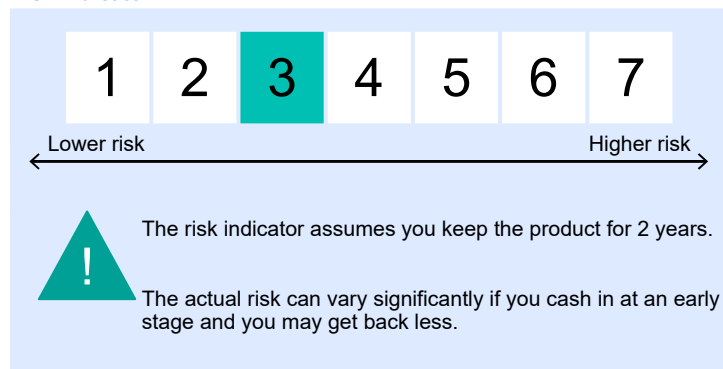 1 2 3 4 5 6 7
Lower risk Higher risk
The risk indicator assumes you keep the product for 2 years.
!
The actual risk can vary significantly if you cash in at an early
stage and you may get back less.